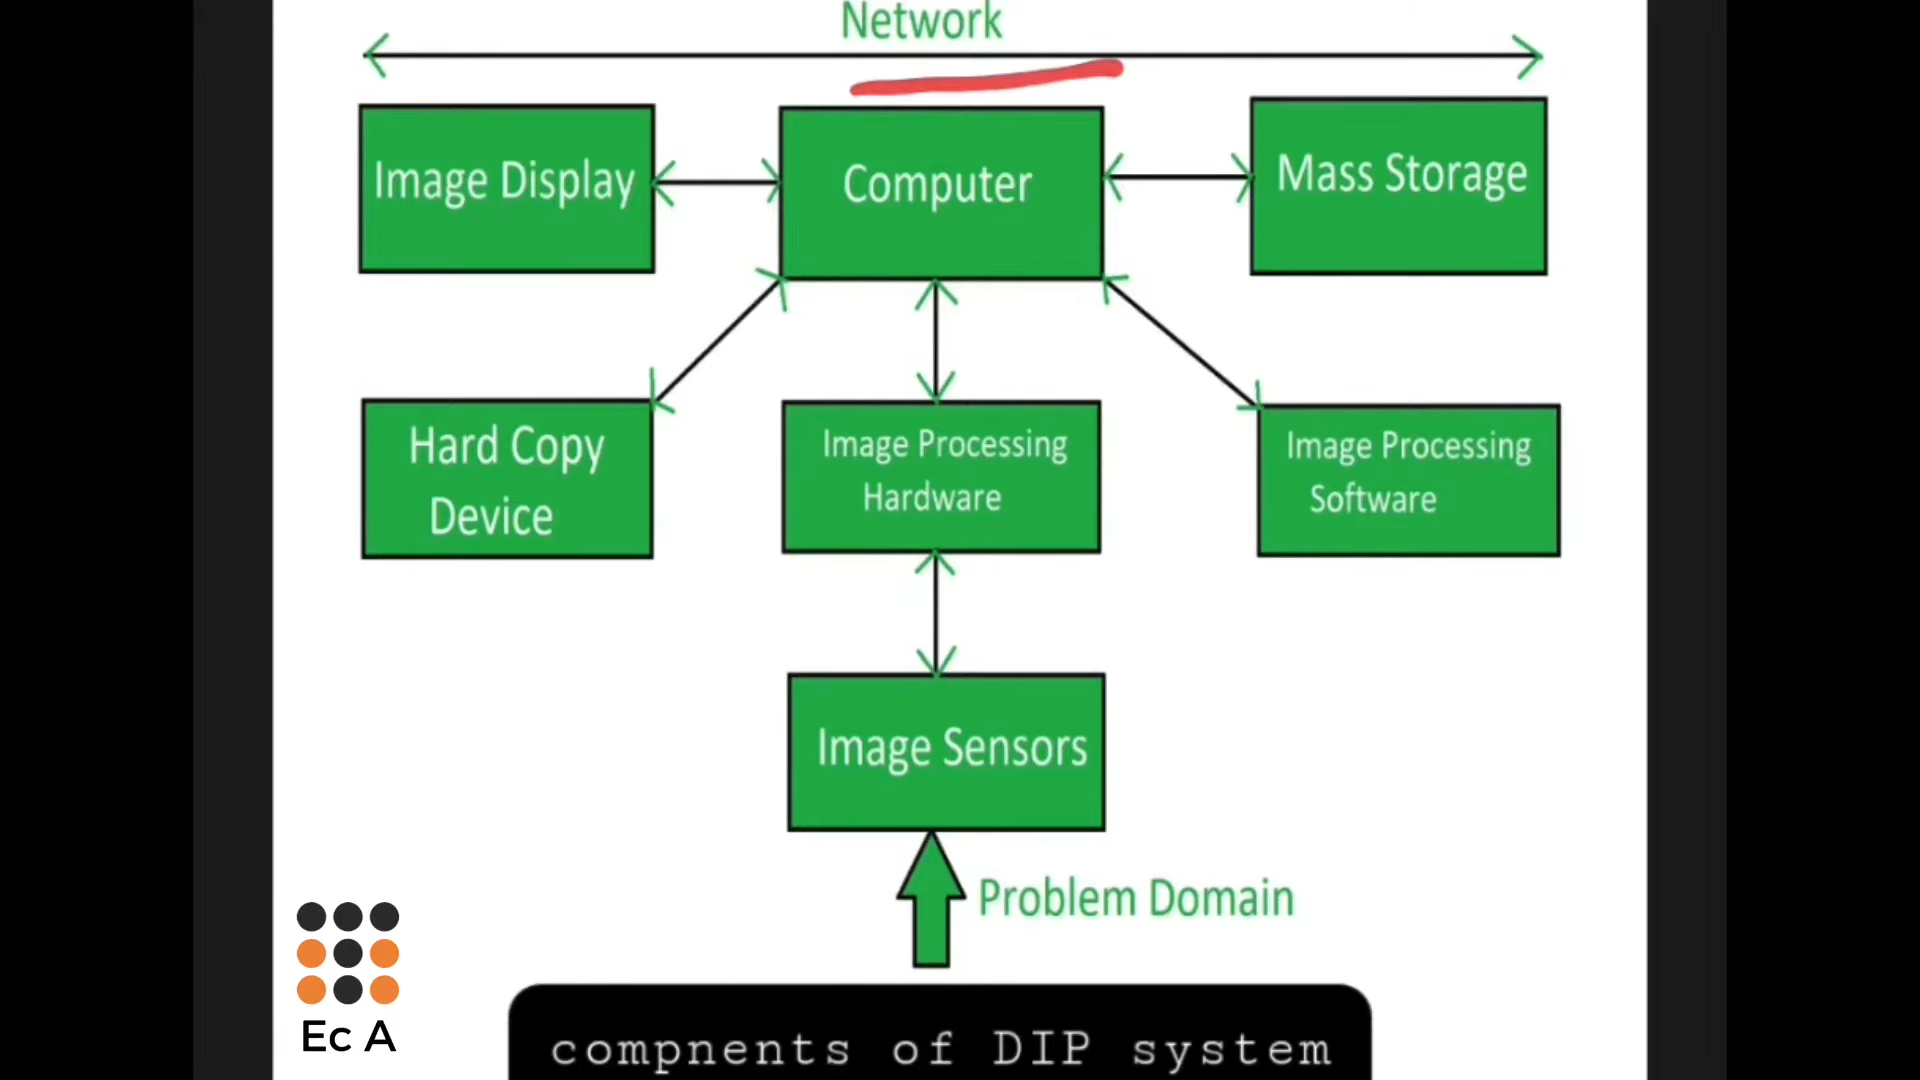 Network
Image Display
Computer
Mass Storage
Hard Copy
Device
Image Processing
Hardware
Image Processing
Software
Image Sensors
Problem Domain
Ec A
compnents of DIP system